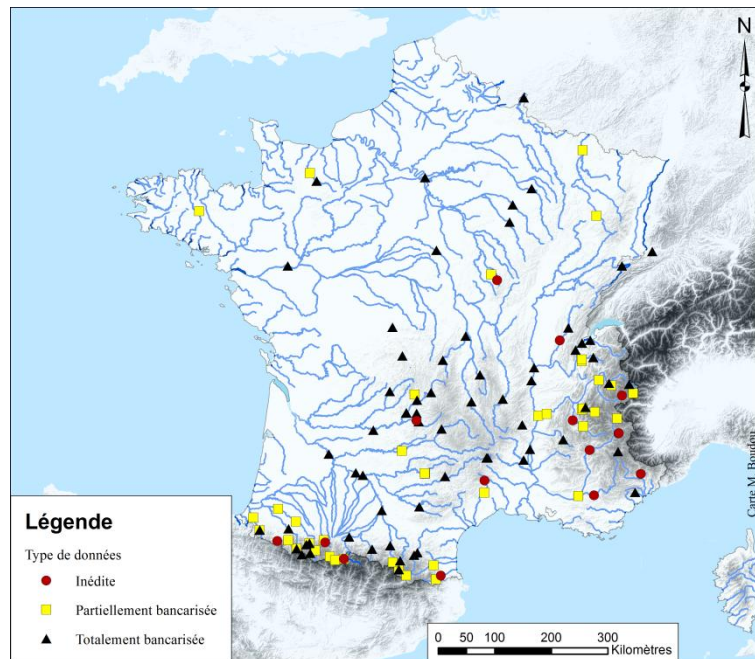 N
Carte M. Boudou
Légende
Type de données
Inédite
Partiellement bancarisée
Totalement bancarisée
0 50 100 200 300
Kilomètres